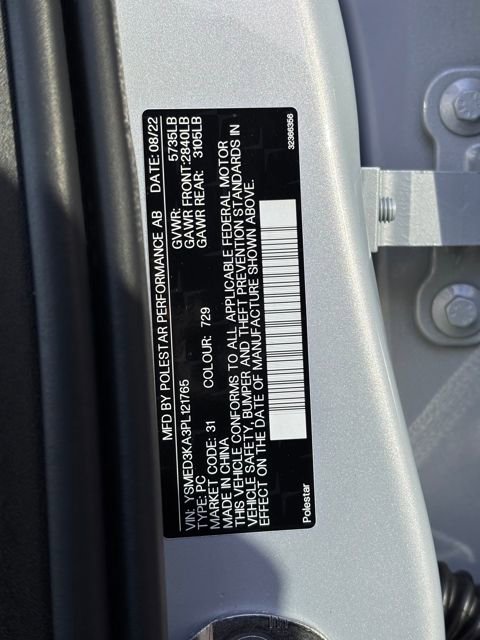 MFD BY POLESTAR PERFORMANCE AB DATE: 08/22
GVWR: 5735LB
GAWR FRONT:2840LB
GAWR REAR: 3105LB
VIN: YSMED3KA3PL121765
TYPE: PC
MARKET CODE: 31 COLOUR: 729
MADE IN CHINA
THIS VEHICLE CONFORMS TO ALL APPLICABLE FEDERAL MOTOR
VEHICLE SAFETY, BUMPER AND THEFT PREVENTION STANDARDS IN
EFFECT ON THE DATE OF MANUFACTURE SHOWN ABOVE.
Polestar 32366356